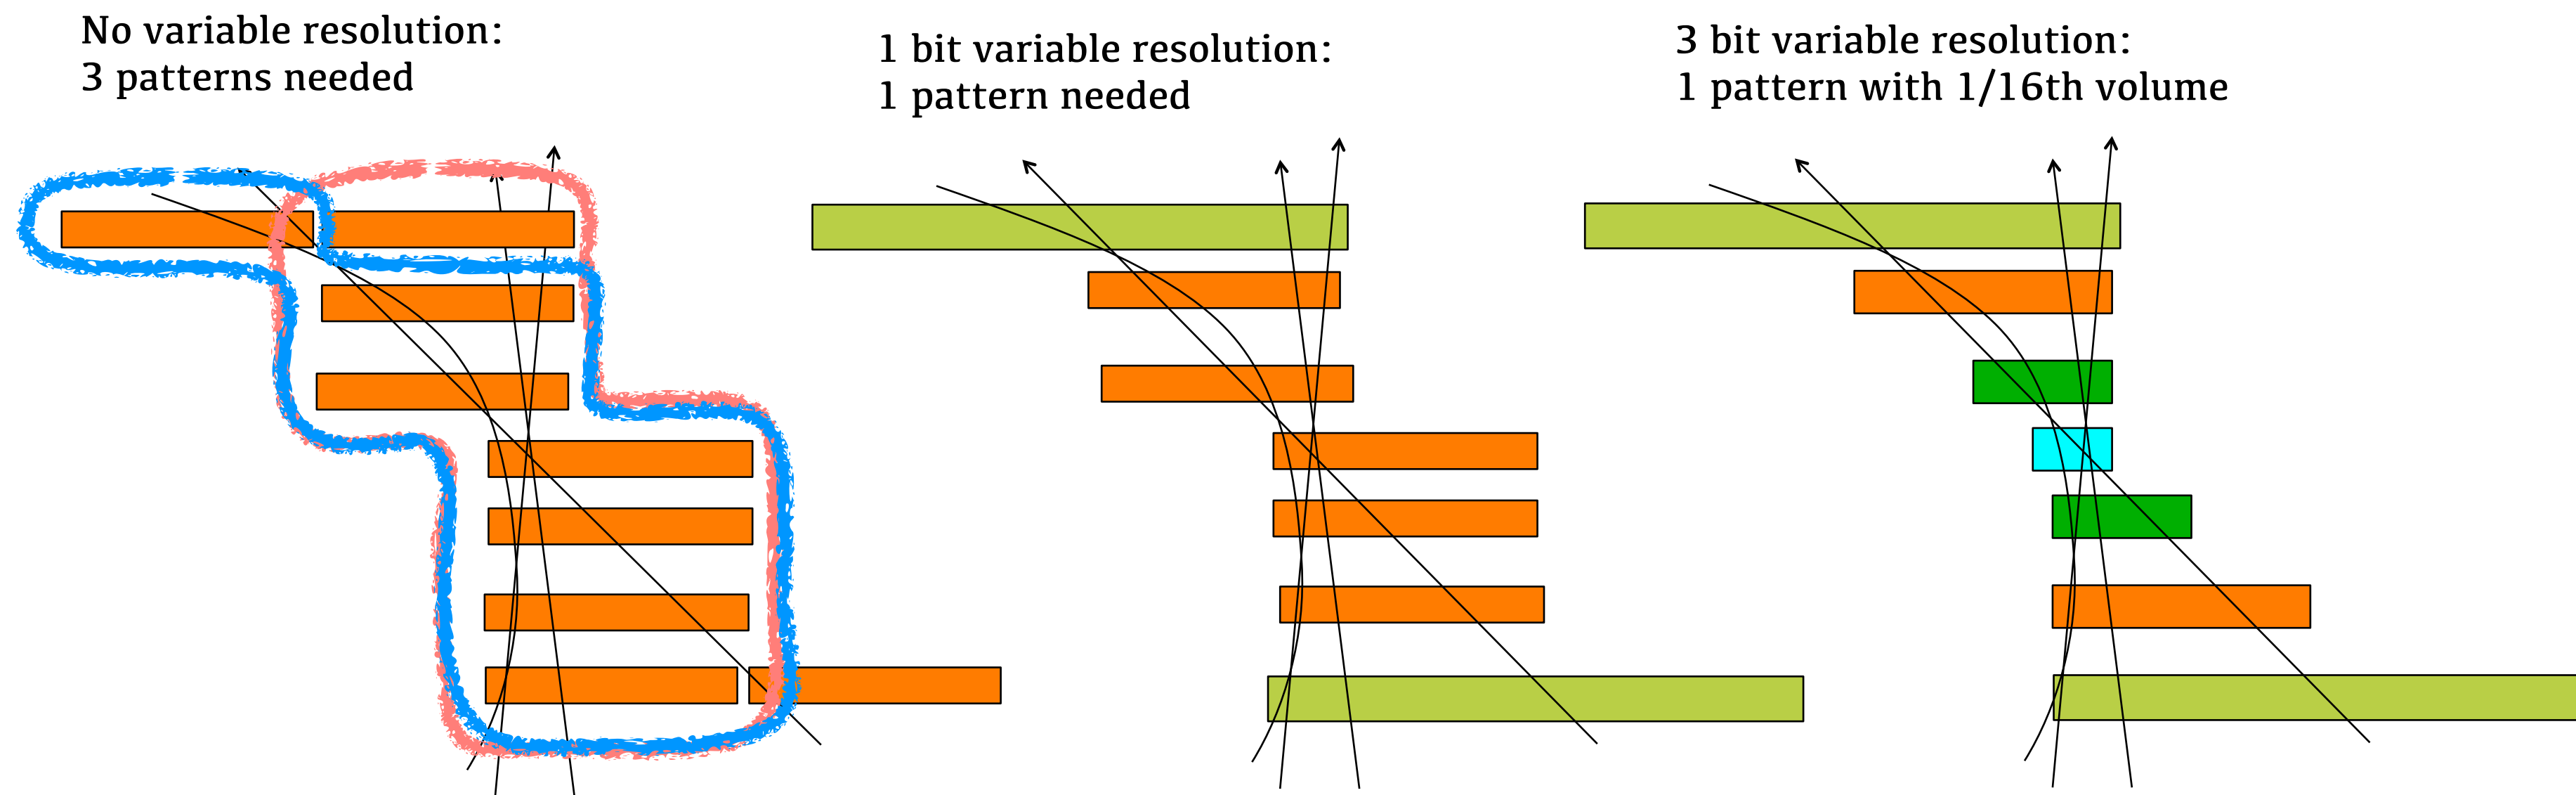 No variable resolution:
3 patterns needed
1 bit variable resolution:
1 pattern needed
3 bit variable resolution:
1 pattern with 1/16th volume